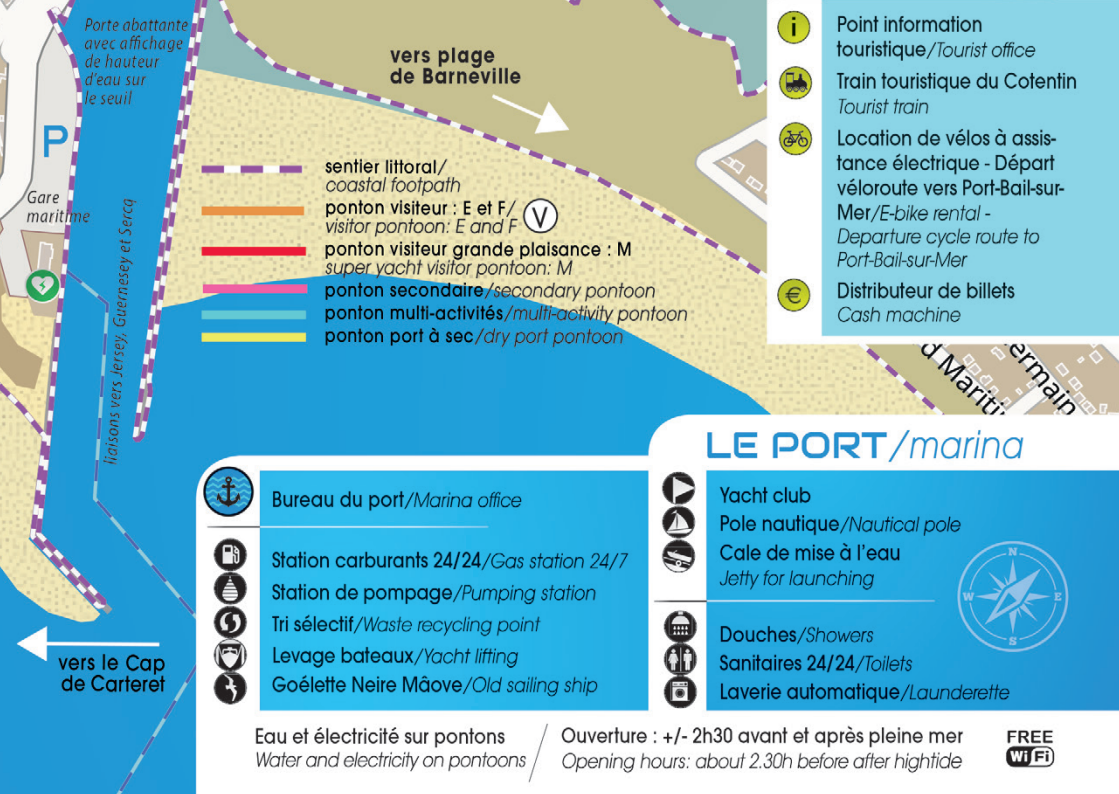 Porte abattante
avec affichage
de hauteur
d'eau sur
le seuil
P
Gare
maritime
liaisons vers Jersey, Guernesey et Sercq
vers plage
de Barneville
sentier littoral/
coastal footpath
ponton visiteur : E et F/
visitor pontoon: E and F
V
ponton visiteur grande plaisance : M
super yacht visitor pontoon: M
ponton secondaire/secondary pontoon
ponton multi-activités/multi-activity pontoon
ponton port à sec/dry port pontoon
i
Point information
touristique/Tourist office
Train touristique du Cotentin
Tourist train
Location de vélos à assis-
tance électrique - Départ
véloroute vers Port-Bail-sur-
Mer/E-bike rental -
Departure cycle route to
Port-Bail-sur-Mer
€
Distributeur de billets
Cash machine
d Mariti
ermain
vers le Cap
de Carteret
Bureau du port/Marina office
Station carburants 24/24/Gas station 24/7
Station de pompage/Pumping station
Tri sélectif/Waste recycling point
Levage bateaux/Yacht lifting
Goélette Neire Mâove/Old sailing ship
LE PORT/marina
Yacht club
Pole nautique/Nautical pole
Cale de mise à l'eau
Jetty for launching
N
W
E
S
Douches/Showers
Sanitaires 24/24/Toilets
Laverie automatique/Launderette
Eau et électricité sur pontons
Water and electricity on pontoons
Ouverture : +/- 2h30 avant et après pleine mer
Opening hours: about 2.30h before after hightide
FREE
WiFi